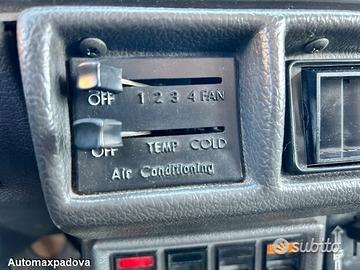 OFF 1 2 3 4 FAN
OFF TEMP COLD
Air Conditioning
subito
Automaxpadova